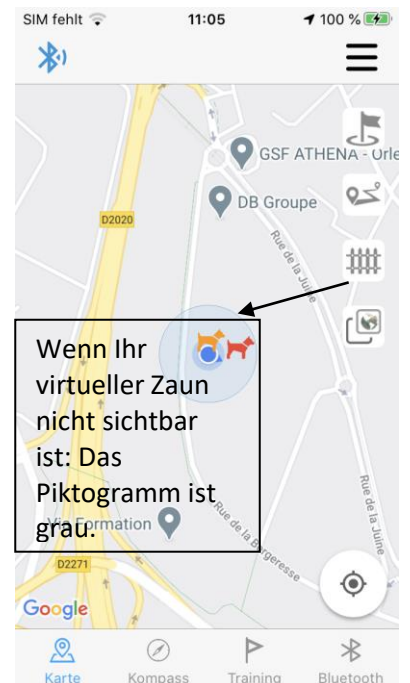 SIM fehlt
11:05
100 %
GSF ATHENA - Orle
DB Groupe
D2020
Rue de la Juine
Wenn Ihr
virtueller Zaun
nicht sichtbar
ist: Das
Piktogramm ist
grau.
Via Formation
Rue de la Juine
Rue de la Bergeresse
D2271
Google
Karte
Kompass
Training
Bluetooth